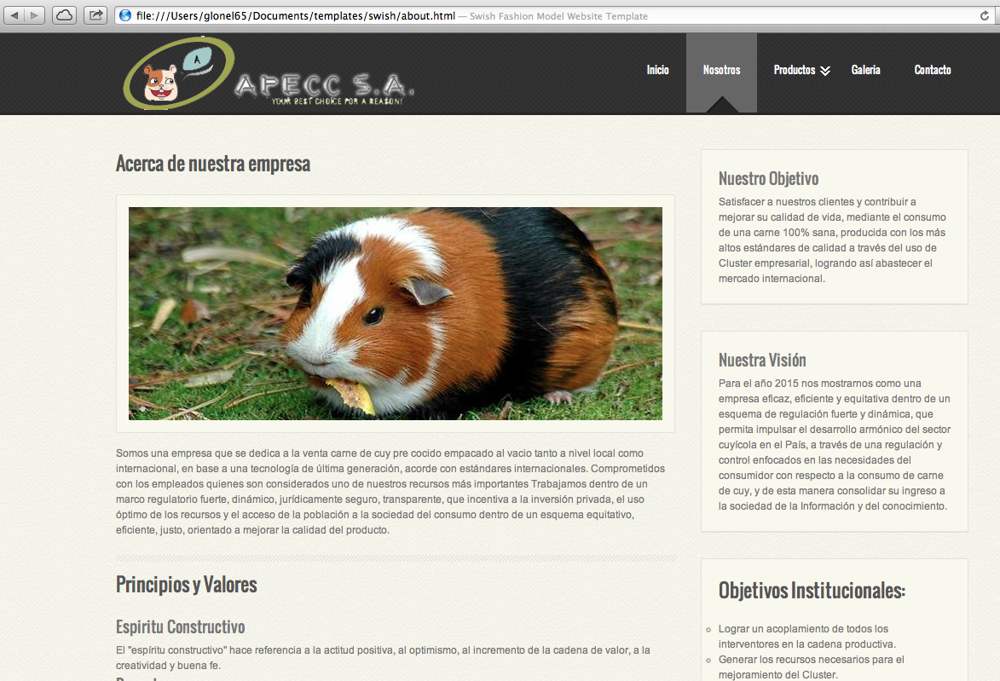 file:///Users/glonel65/Documents/templates/swish/about.html — Swish Fashion Model Website Template
A
APECC S.A.
YOUR BEST CHOICE FOR A REASON!
Inicio
Nosotros
Productos
Galeria
Contacto
Acerca de nuestra empresa
Somos una empresa que se dedica a la venta carne de cuy pre cocido empacado al vacio tanto a nivel local como
internacional, en base a una tecnología de última generación, acorde con estándares internacionales. Comprometidos
con los empleados quienes son considerados uno de nuestros recursos más importantes Trabajamos dentro de un
marco regulatorio fuerte, dinámico, jurídicamente seguro, transparente, que incentiva a la inversión privada, el uso
óptimo de los recursos y el acceso de la población a la sociedad del consumo dentro de un esquema equitativo,
eficiente, justo, orientado a mejorar la calidad del producto.
Principios y Valores
Espiritu Constructivo
El "espíritu constructivo" hace referencia a la actitud positiva, al optimismo, al incremento de la cadena de valor, a la
creatividad y buena fe.
Nuestro Objetivo
Satisfacer a nuestros clientes y contribuir a
mejorar su calidad de vida, mediante el consumo
de una carne 100% sana, producida con los más
altos estándares de calidad a través del uso de
Cluster empresarial, logrando así abastecer el
mercado internacional.
Nuestra Visión
Para el año 2015 nos mostrarnos como una
empresa eficaz, eficiente y equitativa dentro de un
esquema de regulación fuerte y dinámica, que
permita impulsar el desarrollo armónico del sector
cuyícola en el País, a través de una regulación y
control enfocados en las necesidades del
consumidor con respecto a la consumo de carne
de cuy, y de esta manera consolidar su ingreso a
la sociedad de la Información y del conocimiento.
Objetivos Institucionales:
Lograr un acoplamiento de todos los
interventores en la cadena productiva.
Generar los recursos necesarios para el
mejoramiento del Cluster.